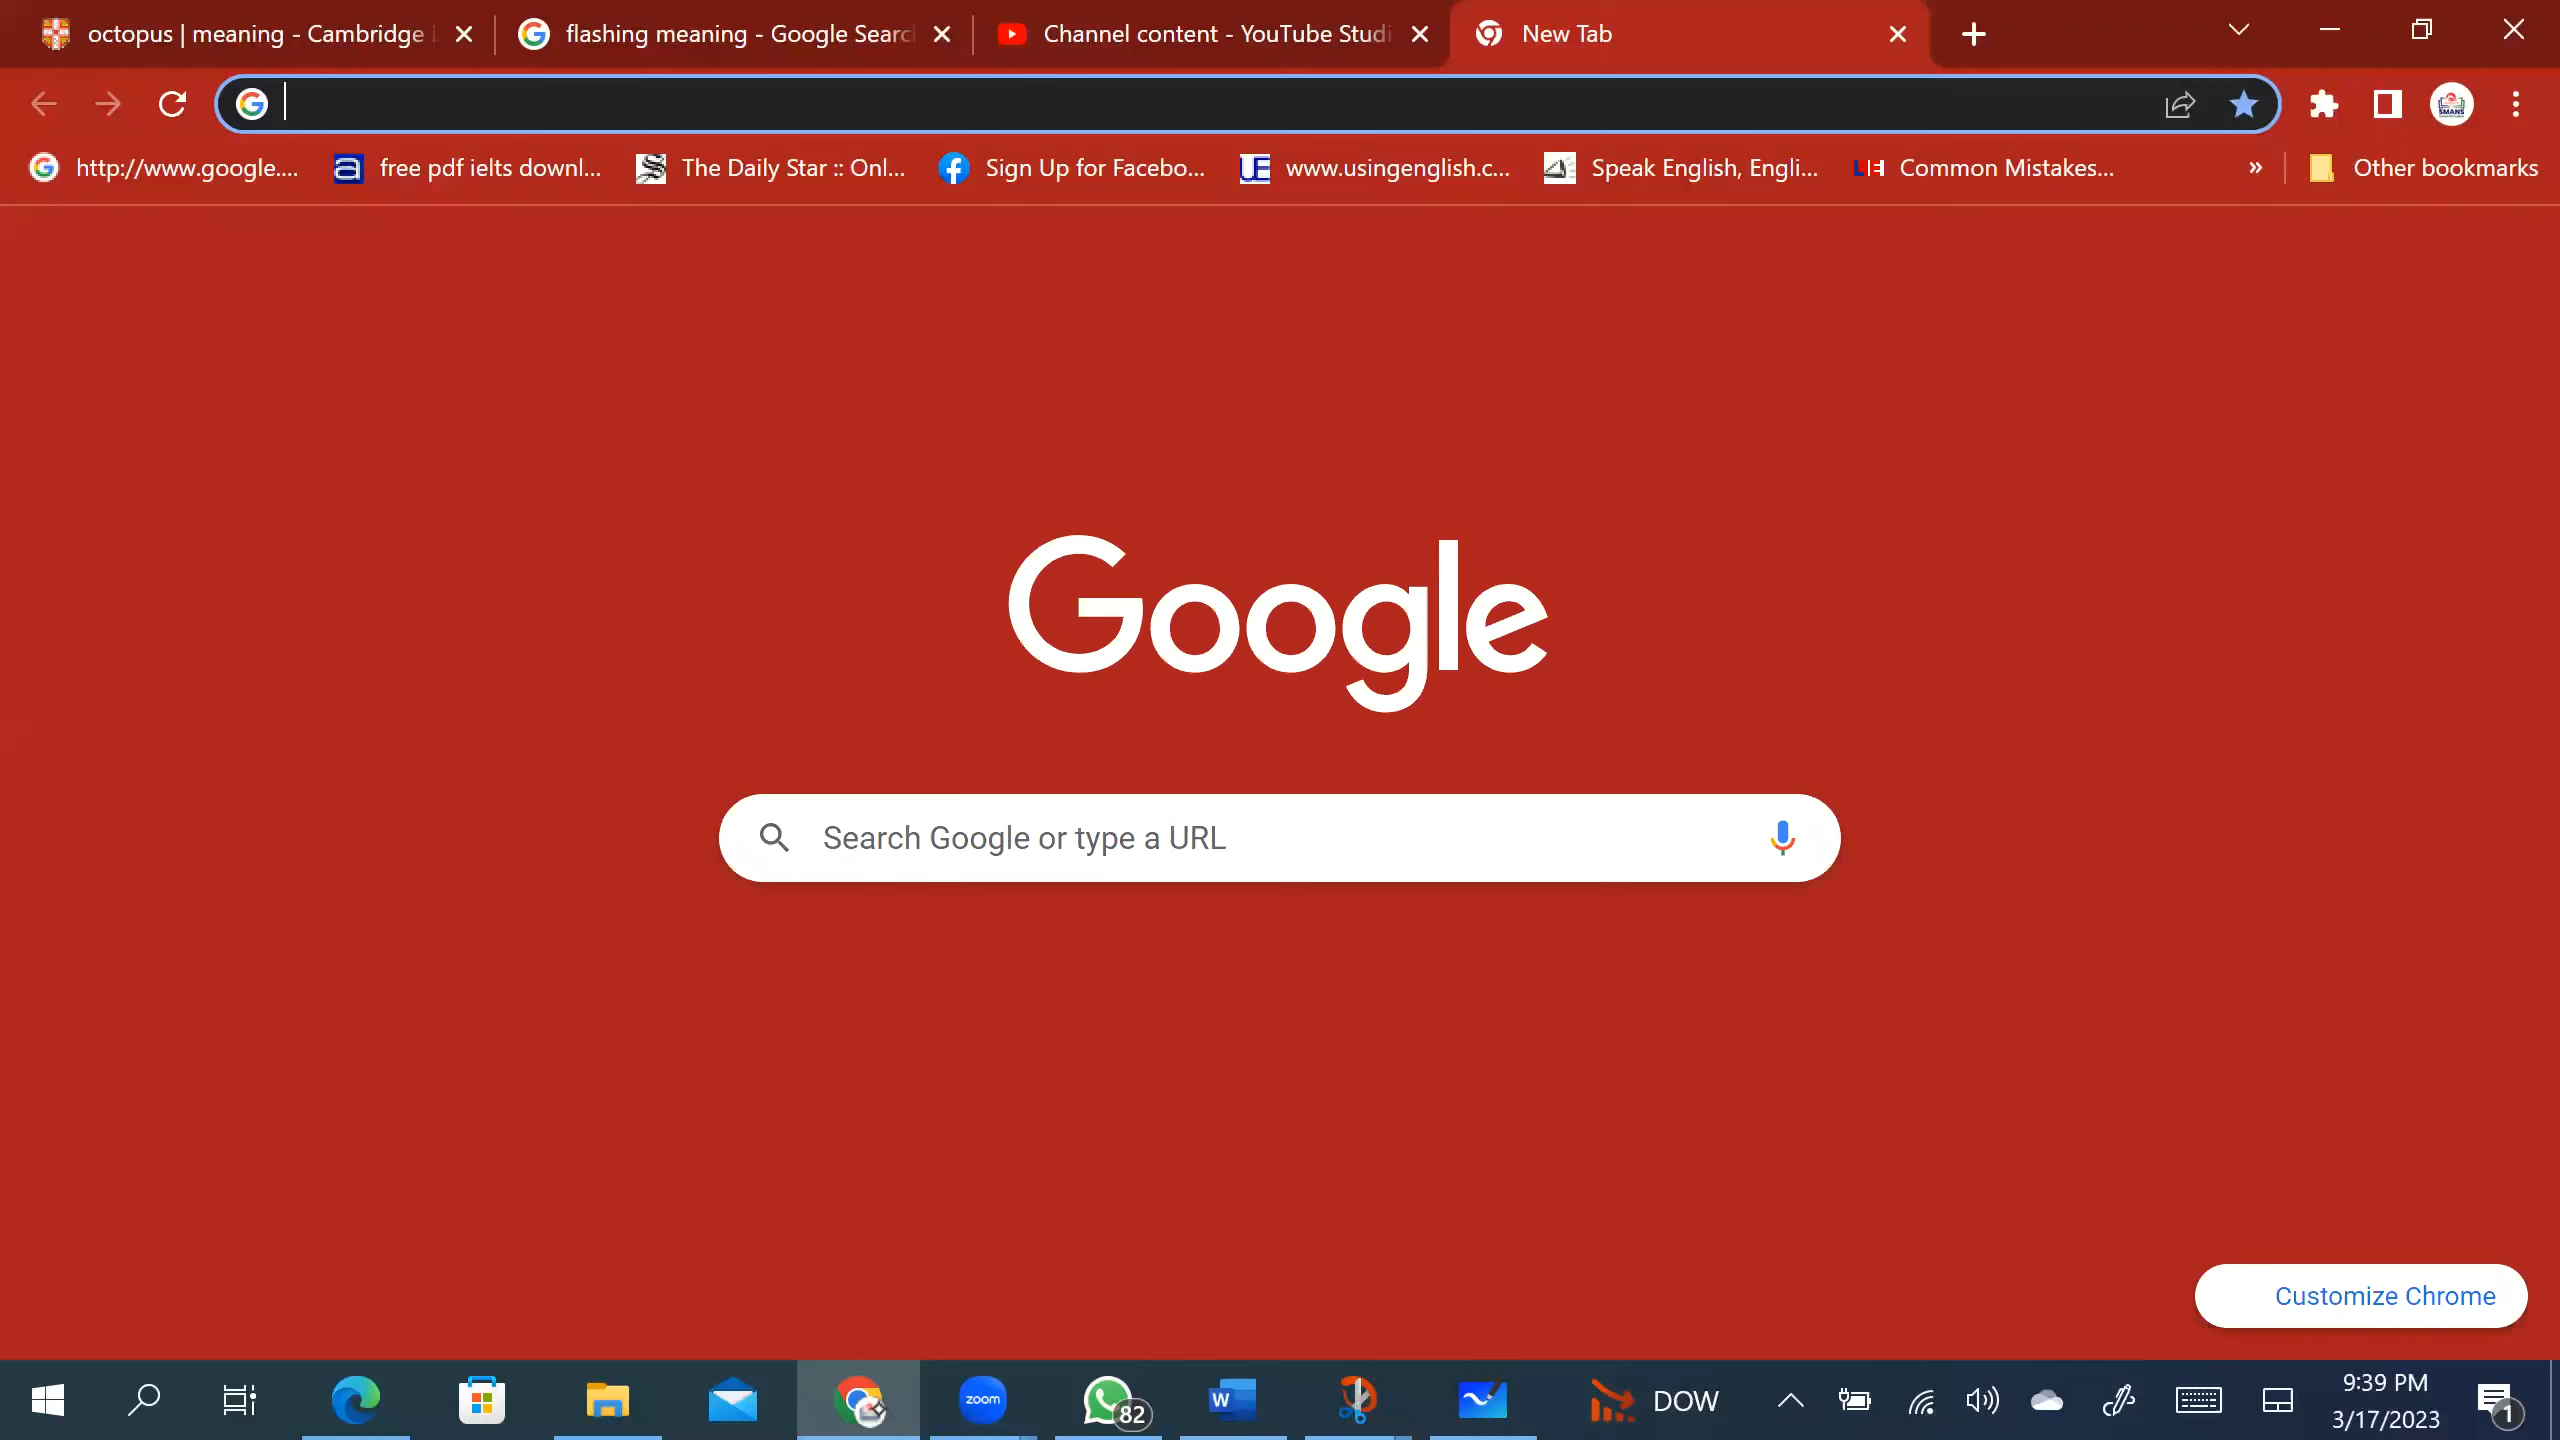 octopus | meaning - Cambridge
flashing meaning - Google Searc
Channel content - YouTube Studi
New Tab
http://www.google....
free pdf ielts downl...
The Daily Star :: Onl...
Sign Up for Facebo...
www.usingenglish.c...
Speak English, Engli...
Common Mistakes...
»
Other bookmarks
Google
Search Google or type a URL
Customize Chrome
zoom
82
W
DOW
9:39 PM
3/17/2023
1